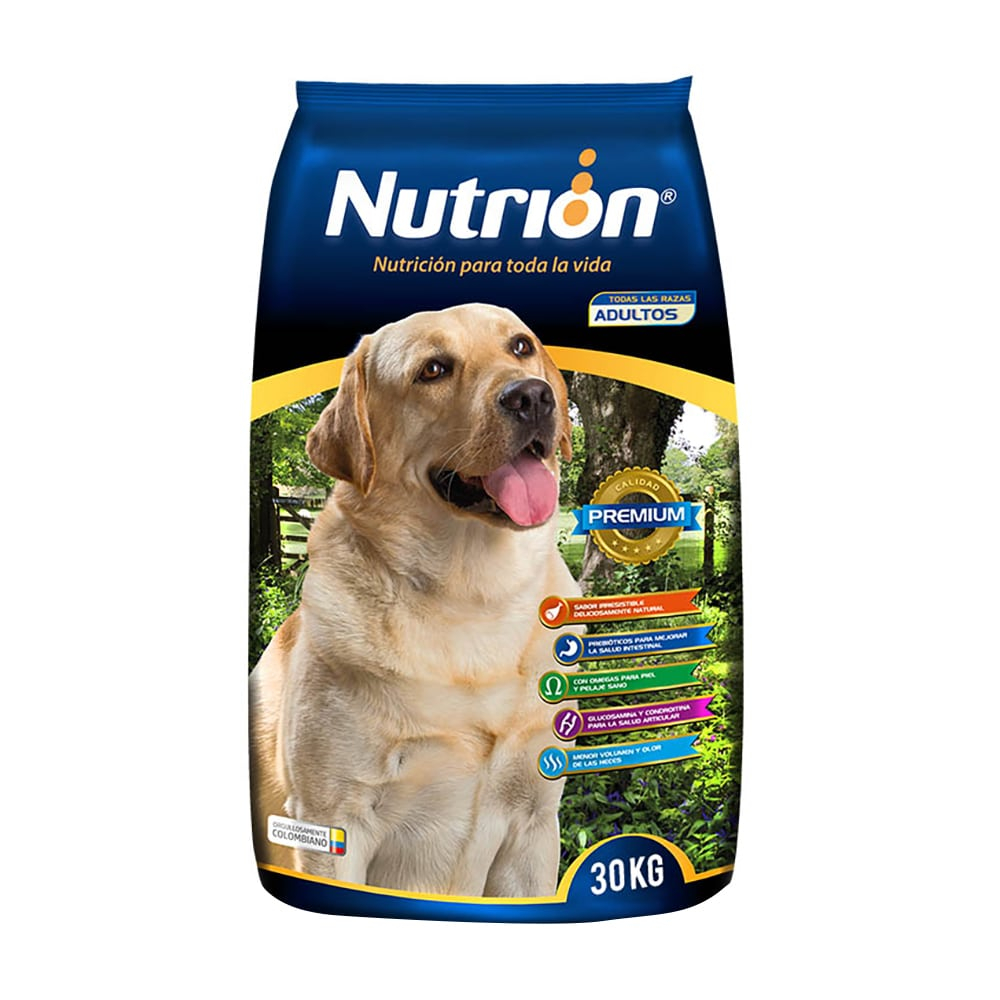 Nutrión®
Nutrición para toda la vida
TODAS LAS RAZAS
ADULTOS
CALIDAD
PREMIUM
SABOR IRRESISTIBLE
DELICIOSAMENTE NATURAL
PREBIÓTICOS PARA MEJORAR
LA SALUD INTESTINAL
CON OMEGAS PARA PIEL
Y PELAJE SANO
GLUCOSAMINA Y CONDROITINA
PARA LA SALUD ARTICULAR
MENOR VOLUMEN Y OLOR
DE LAS HECES
ORGULLOSAMENTE
COLOMBIANO
30KG